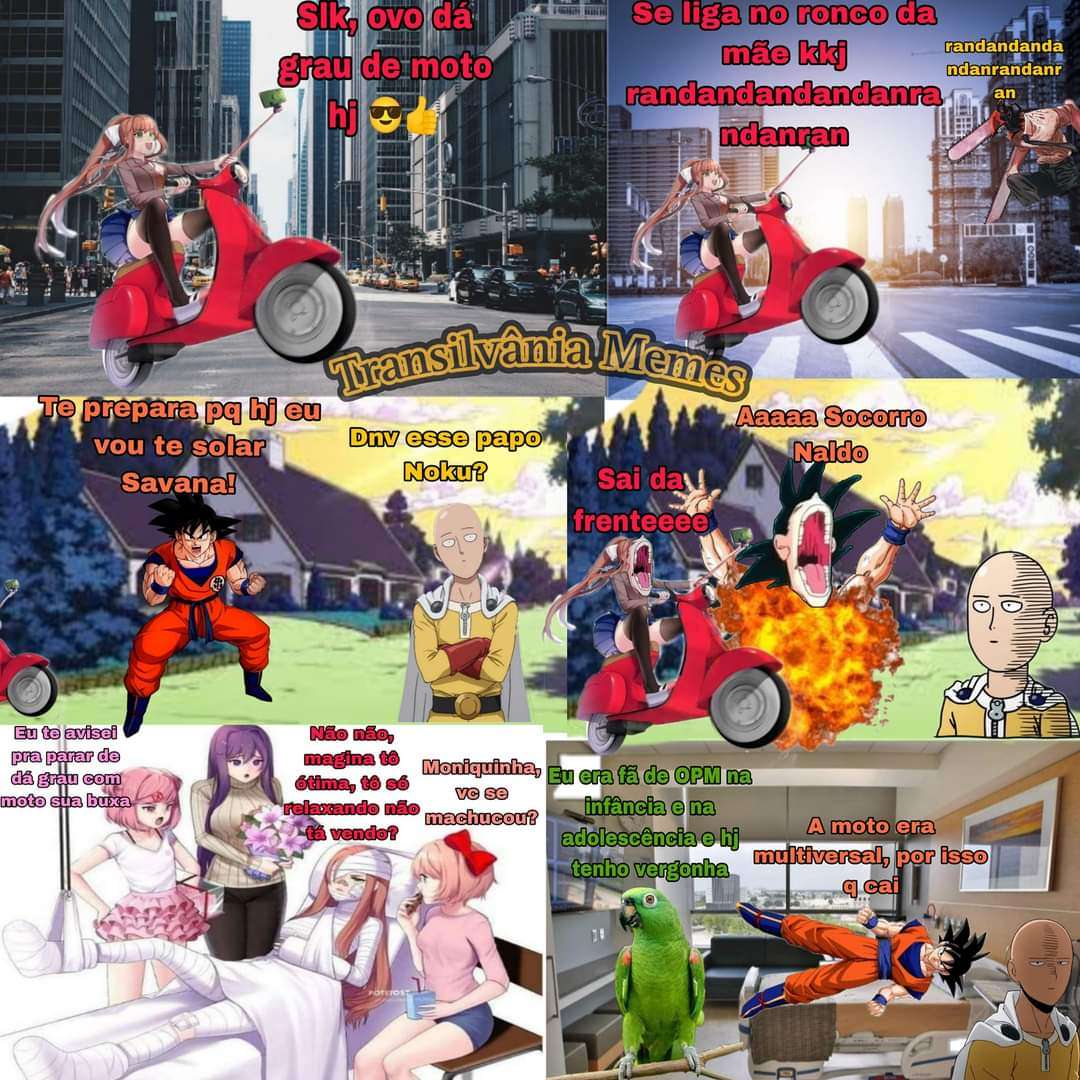 Slk, ovo dá
grau de moto
hj 😎👍
Se liga no ronco da
mãe kkj
randandandandanra
ndanran
randandanda
ndanrandanr
an
Transilvânia Memes
Te prepara pq hj eu
vou te solar
Savana!
Dnv esse papo
Noku?
Sai da
frenteeee
Aaaaa Socorro
Naldo
Eu te avisei
pra parar de
dá grau com
moto sua buxa
Não não,
magina tô
ótima, tô só
relaxando não
tá vendo?
Moniquinha,
vc se
machucou?
POTETOS7
Eu era fã de OPM na
infância e na
adolescência e hj
tenho vergonha
A moto era
multiversal, por isso
q cai